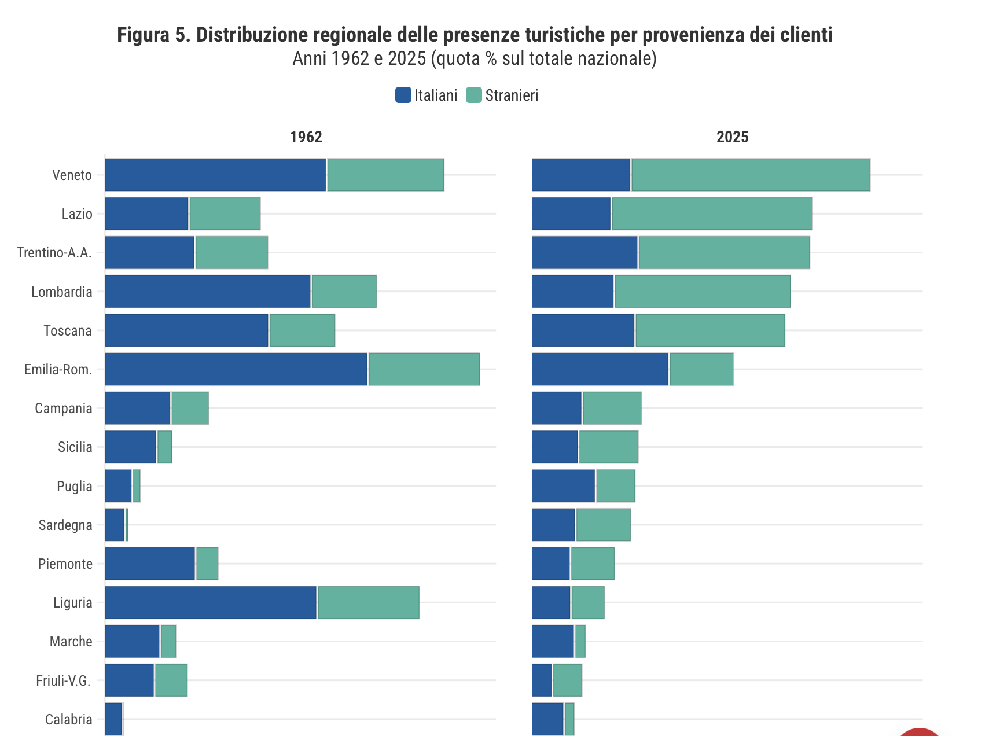 Figura 5. Distribuzione regionale delle presenze turistiche per provenienza dei clienti
Anni 1962 e 2025 (quota % sul totale nazionale)
Italiani Stranieri
1962 2025
Veneto
Lazio
Trentino-A.A.
Lombardia
Toscana
Emilia-Rom.
Campania
Sicilia
Puglia
Sardegna
Piemonte
Liguria
Marche
Friuli-V.G.
Calabria